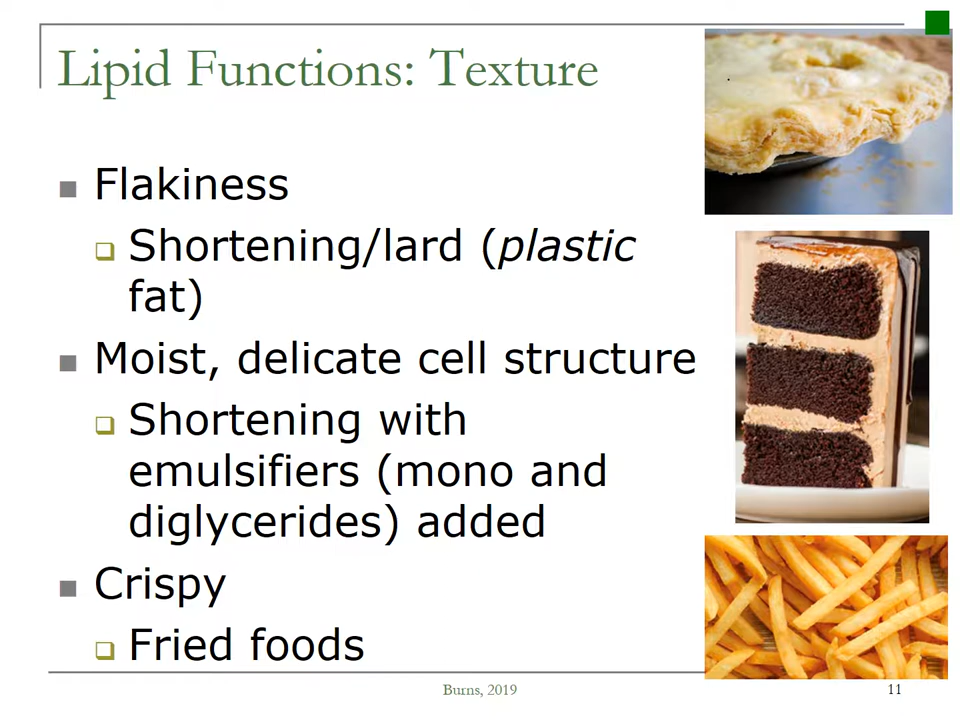 Lipid Functions: Texture
Flakiness
Shortening/lard (plastic
fat)
Moist, delicate cell structure
Shortening with
emulsifiers (mono and
diglycerides) added
Crispy
Fried foods
Burns, 2019
11